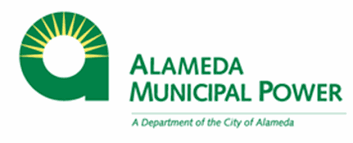 ALAMEDA
MUNICIPAL POWER
A Department of the City of Alameda